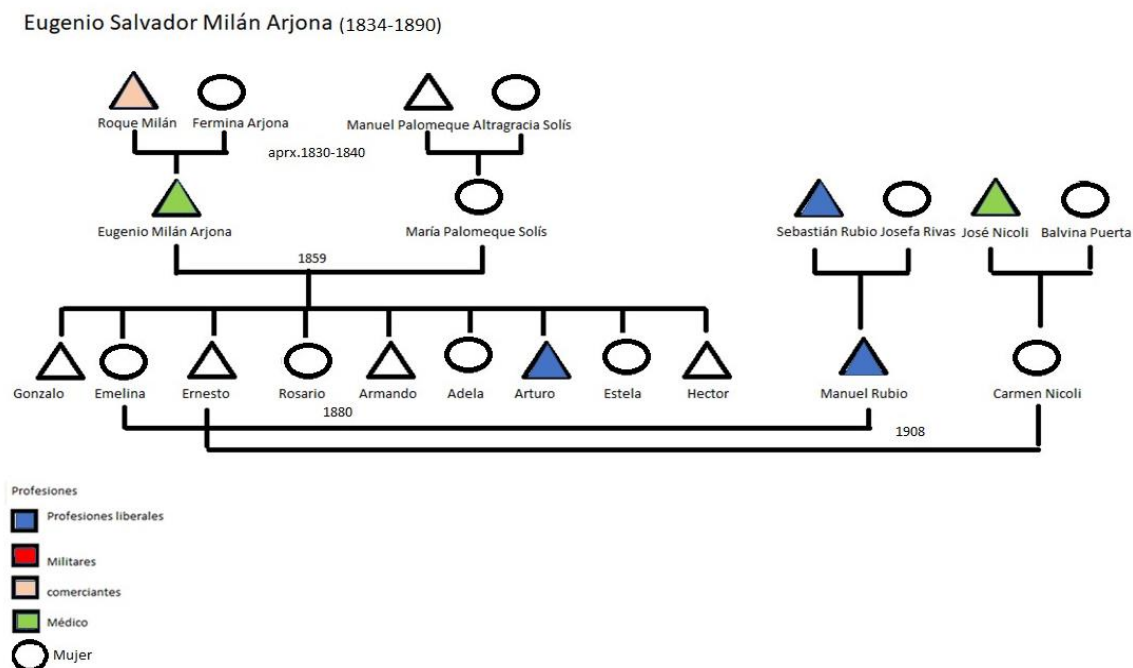 Eugenio Salvador Milán Arjona (1834-1890)
Roque Milán Fermina Arjona Manuel Palomeque Altragracia Solís
aprx.1830-1840
Eugenio Milán Arjona María Palomeque Solís Sebastián Rubio Josefa Rivas José Nicoli Balvina Puerta
1859
Gonzalo Emelina Ernesto Rosario Armando Adela Arturo Estela Hector Manuel Rubio Carmen Nicoli
1880
1908
Profesiones
Profesiones liberales
Militares
comerciantes
Médico
Mujer